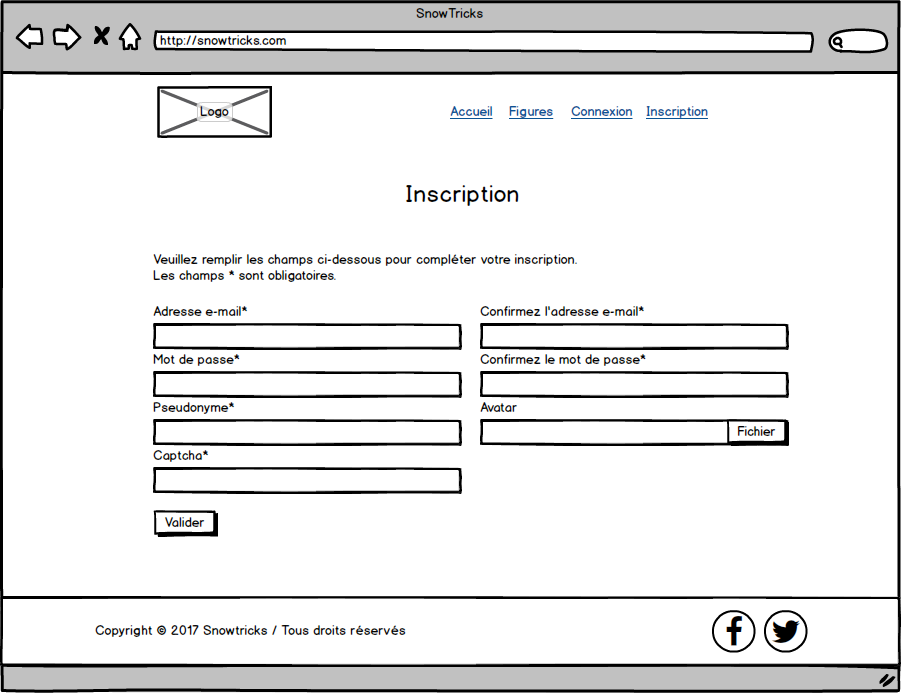 SnowTricks
http://snowtricks.com
Logo
Accueil Figures Connexion Inscription
Inscription
Veuillez remplir les champs ci-dessous pour compléter votre inscription.
Les champs * sont obligatoires.
Adresse e-mail* Confirmez l'adresse e-mail*
Mot de passe* Confirmez le mot de passe*
Pseudonyme* Avatar
Fichier
Captcha*
Valider
Copyright © 2017 Snowtricks / Tous droits réservés